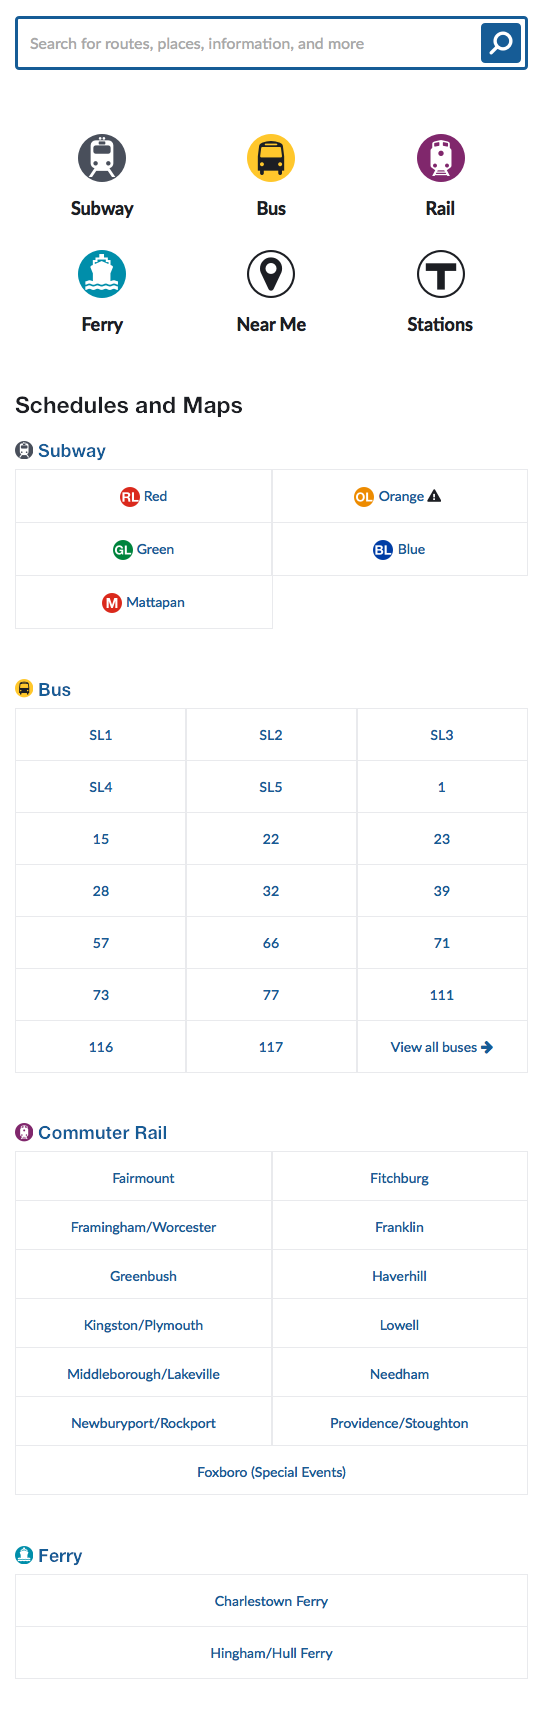 Search for routes, places, information, and more
Subway Bus Rail
Ferry Near Me T Stations
Schedules and Maps
Subway
RL Red OL Orange
GL Green BL Blue
M Mattapan
Bus
SL1 SL2 SL3
SL4 SL5 1
15 22 23
28 32 39
57 66 71
73 77 111
116 117 View all buses
Commuter Rail
Fairmount Fitchburg
Framingham/Worcester Franklin
Greenbush Haverhill
Kingston/Plymouth Lowell
Middleborough/Lakeville Needham
Newburyport/Rockport Providence/Stoughton
Foxboro (Special Events)
Ferry
Charlestown Ferry
Hingham/Hull Ferry